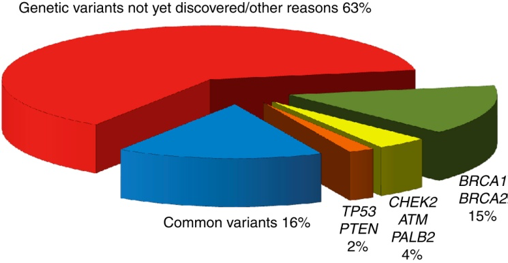 Genetic variants not yet discovered/other reasons 63%
Common variants 16%
TP53
PTEN
2%
CHEK2
ATM
PALB2
4%
BRCA1
BRCA2
15%